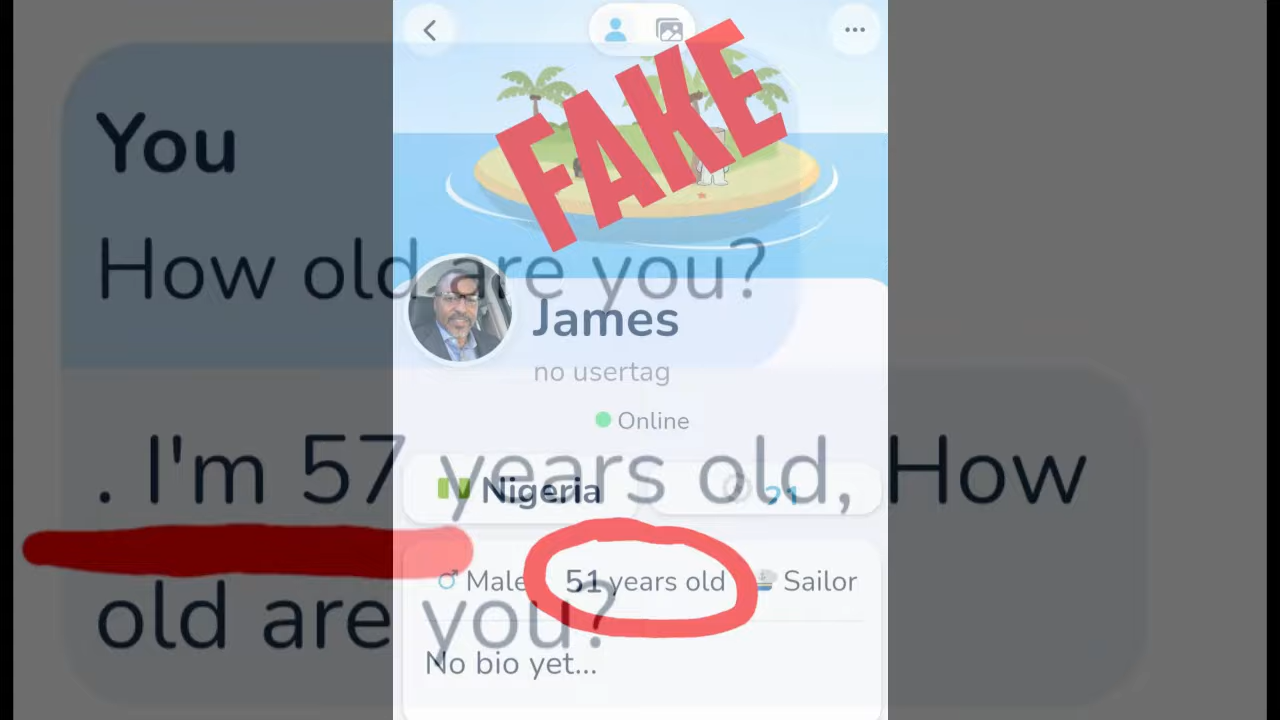 FAKE
You
How old are you?
James
no usertag
Online
. I'm 57 years old, How
Nigeria
21
Male
51 years old
Sailor
old are you?
No bio yet...